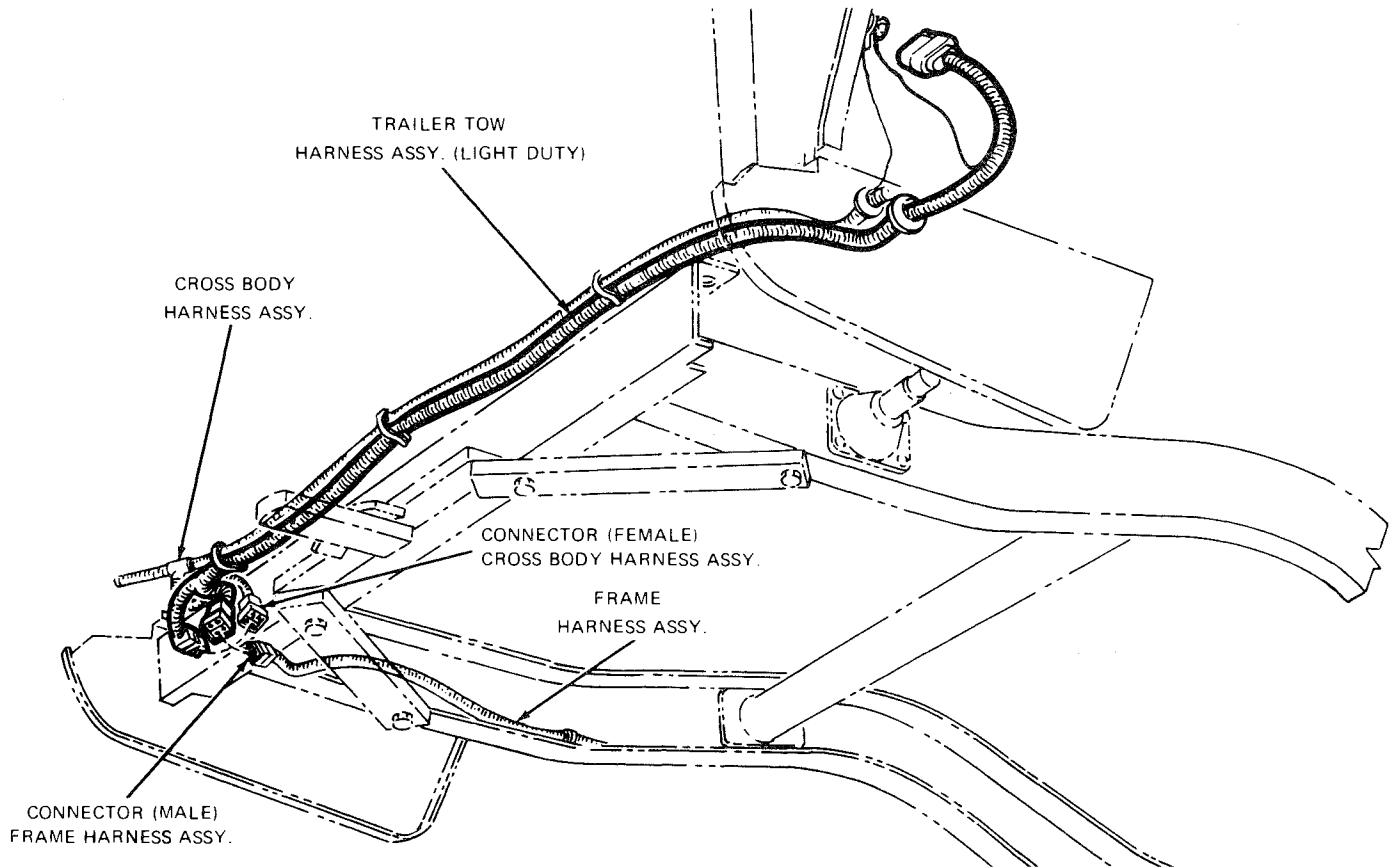 TRAILER TOW
HARNESS ASSY. (LIGHT DUTY)
CROSS BODY
HARNESS ASSY.
CONNECTOR (FEMALE)
CROSS BODY HARNESS ASSY.
FRAME
HARNESS ASSY.
CONNECTOR (MALE)
FRAME HARNESS ASSY.